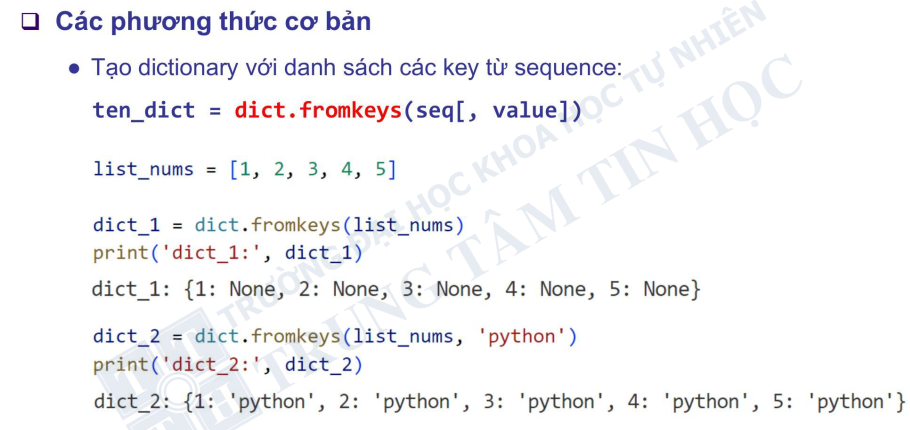 ❑ Các phương thức cơ bản
● Tạo dictionary với danh sách các key từ sequence:
ten_dict = dict.fromkeys(seq[, value])
list_nums = [1, 2, 3, 4, 5]
dict_1 = dict.fromkeys(list_nums)
print('dict_1:', dict_1)
dict_1: {1: None, 2: None, 3: None, 4: None, 5: None}
dict_2 = dict.fromkeys(list_nums, 'python')
print('dict_2:', dict_2)
dict_2: {1: 'python', 2: 'python', 3: 'python', 4: 'python', 5: 'python'}
TRƯỜNG ĐẠI HỌC KHOA HỌC TỰ NHIÊN
TRUNG TÂM TIN HỌC